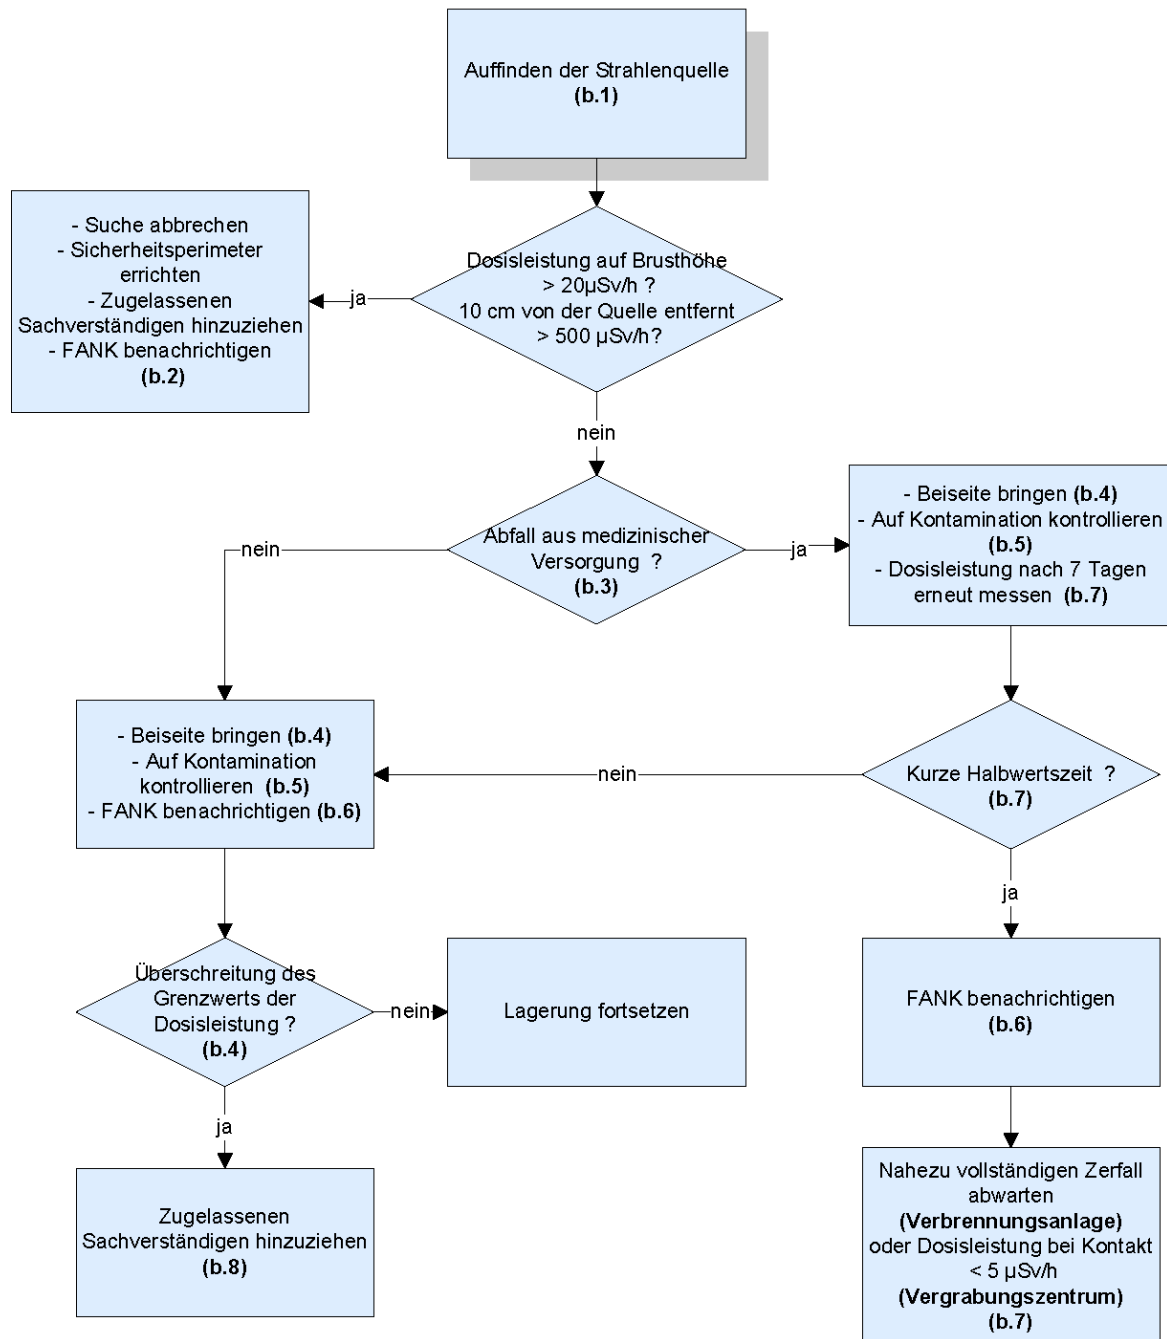 Auffinden der Strahlenquelle
(b.1)
- Suche abbrechen
- Sicherheitsperimeter
errichten
- Zugelassenen
Sachverständigen hinzuziehen
- FANK benachrichtigen
(b.2)
ja
Dosisleistung auf Brusthöhe
> 20µSv/h ?
10 cm von der Quelle entfernt
> 500 µSv/h?
nein
nein
Abfall aus medizinischer
Versorgung ?
(b.3)
ja
- Beiseite bringen (b.4)
- Auf Kontamination kontrollieren
(b.5)
- Dosisleistung nach 7 Tagen
erneut messen (b.7)
- Beiseite bringen (b.4)
- Auf Kontamination
kontrollieren (b.5)
- FANK benachrichtigen (b.6)
nein
Kurze Halbwertszeit ?
(b.7)
ja
Überschreitung des
Grenzwerts der
Dosisleistung ?
(b.4)
nein
Lagerung fortsetzen
FANK benachrichtigen
(b.6)
ja
Zugelassenen
Sachverständigen hinzuziehen
(b.8)
Nahezu vollständigen Zerfall
abwarten
(Verbrennungsanlage)
oder Dosisleistung bei Kontakt
< 5 µSv/h
(Vergrabungszentrum)
(b.7)